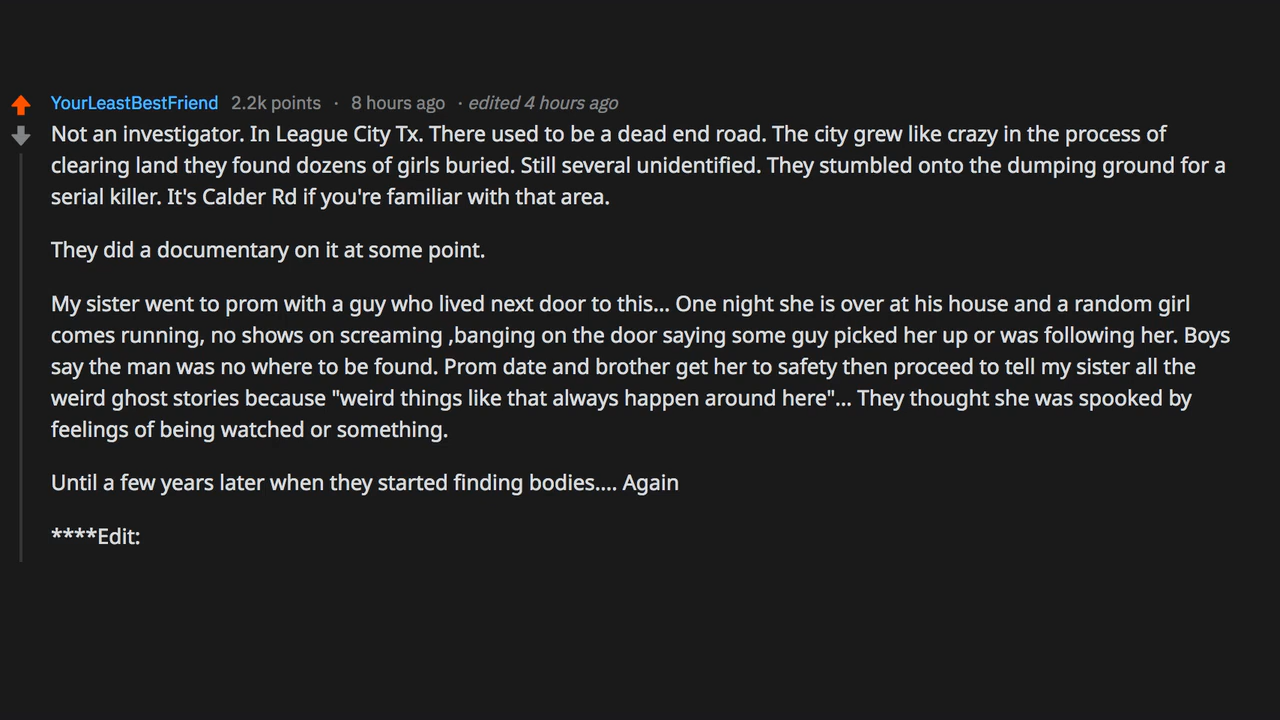 YourLeastBestFriend 2.2k points · 8 hours ago · edited 4 hours ago
Not an investigator. In League City Tx. There used to be a dead end road. The city grew like crazy in the process of
clearing land they found dozens of girls buried. Still several unidentified. They stumbled onto the dumping ground for a
serial killer. It's Calder Rd if you're familiar with that area.
They did a documentary on it at some point.
My sister went to prom with a guy who lived next door to this... One night she is over at his house and a random girl
comes running, no shows on screaming ,banging on the door saying some guy picked her up or was following her. Boys
say the man was no where to be found. Prom date and brother get her to safety then proceed to tell my sister all the
weird ghost stories because "weird things like that always happen around here"... They thought she was spooked by
feelings of being watched or something.
Until a few years later when they started finding bodies.... Again
****Edit: